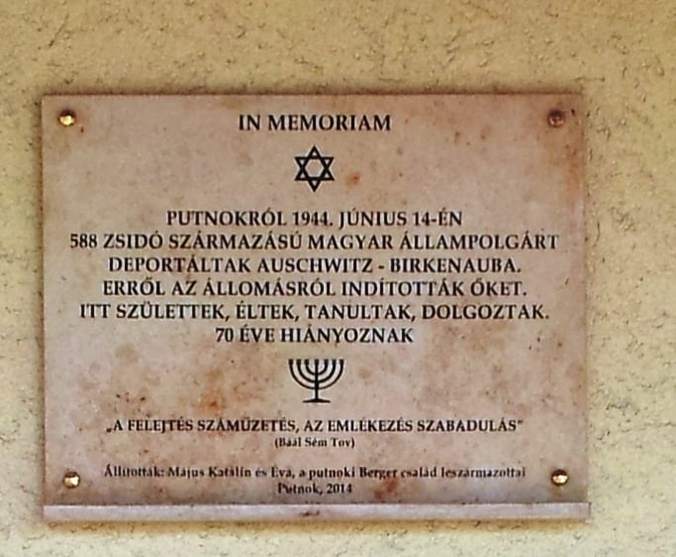 IN MEMORIAM
PUTNOKRÓL 1944. JÚNIUS 14-ÉN
588 ZSIDÓ SZÁRMAZÁSÚ MAGYAR ÁLLAMPOLGÁRT
DEPORTÁLTAK AUSCHWITZ - BIRKENAUBA.
ERRŐL AZ ÁLLOMÁSRÓL INDÍTOTTÁK ŐKET.
ITT SZÜLETTEK, ÉLTEK, TANULTAK, DOLGOZTAK.
70 ÉVE HIÁNYOZNAK
„A FELEJTÉS SZÁMŰZETÉS, AZ EMLÉKEZÉS SZABADULÁS”
(Báál Sém Tov)
Állították: Május Katalin és Éva, a putnoki Berger család leszármazottai
Putnok, 2014